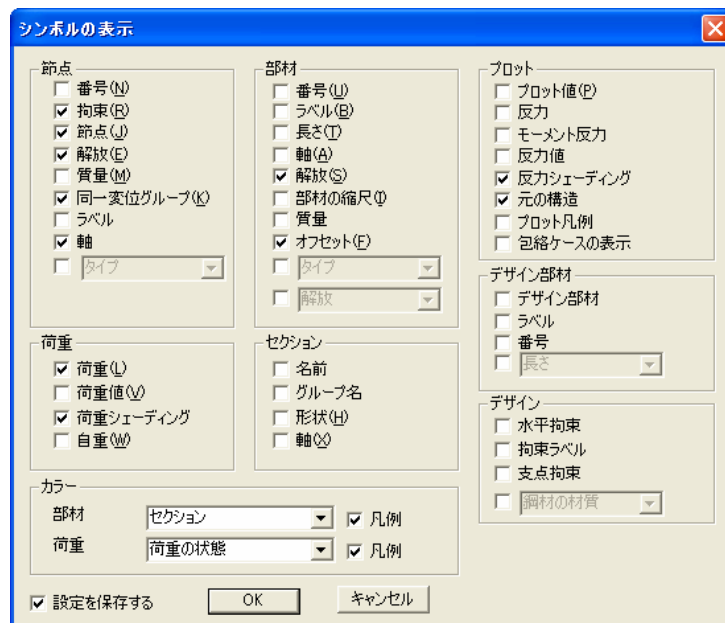 シンボルの表示
節点
番号(N)
拘束(R)
節点(J)
解放(E)
質量(M)
同一変位グループ(K)
ラベル
軸
タイプ
部材
番号(U)
ラベル(B)
長さ(T)
軸(A)
解放(S)
部材の縮尺(I)
質量
オフセット(F)
タイプ
解放
プロット
プロット値(P)
反力
モーメント反力
反力値
反力シェーディング
元の構造
プロット凡例
包絡ケースの表示
デザイン部材
デザイン部材
ラベル
番号
長さ
荷重
荷重(L)
荷重値(V)
荷重シェーディング
自重(W)
セクション
名前
グループ名
形状(H)
軸(X)
デザイン
水平拘束
拘束ラベル
支点拘束
鋼材の材質
カラー
部材 セクション 凡例
荷重 荷重の状態 凡例
設定を保存する OK キャンセル